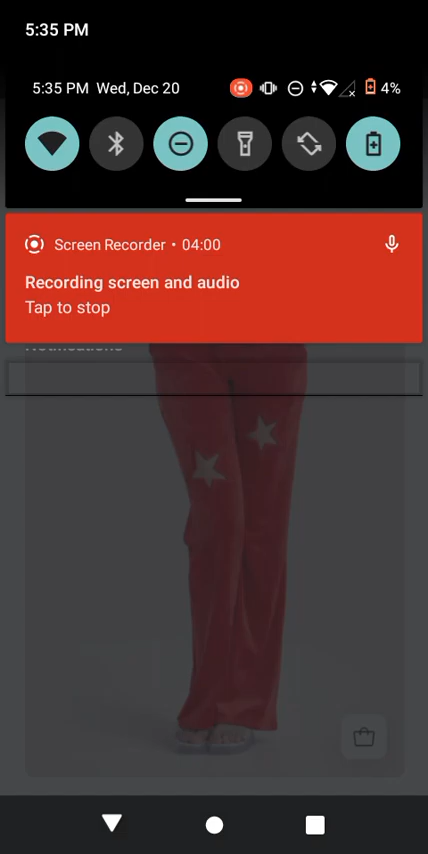 5:35 PM
5:35 PM Wed, Dec 20 4%
Screen Recorder • 04:00
Recording screen and audio
Tap to stop